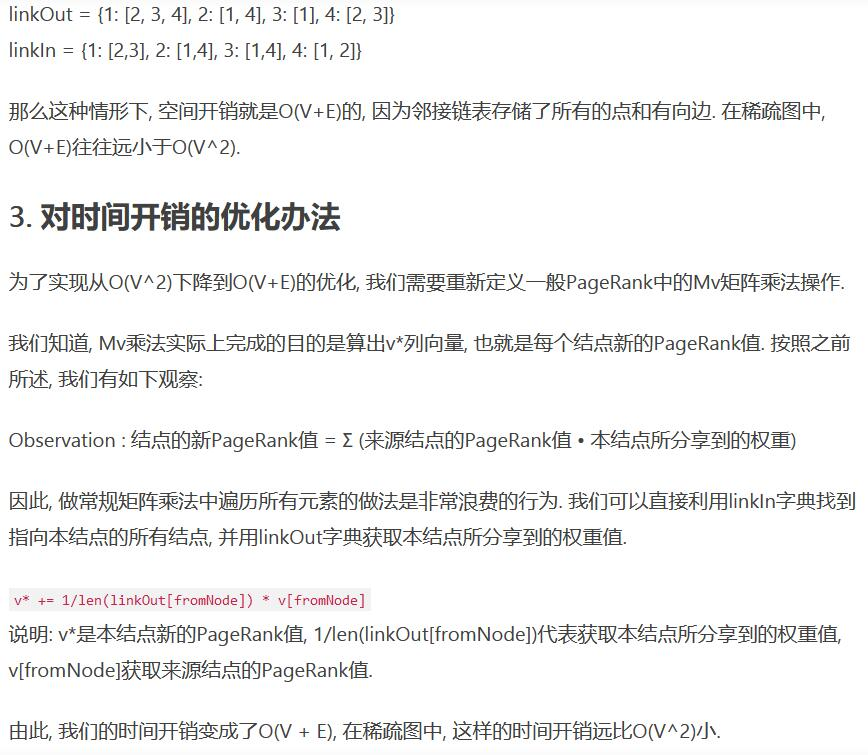 linkOut = {1: [2, 3, 4], 2: [1, 4], 3: [1], 4: [2, 3]}
linkIn = {1: [2,3], 2: [1,4], 3: [1,4], 4: [1, 2]}
那么这种情形下, 空间开销就是O(V+E)的, 因为邻接链表存储了所有的点和有向边. 在稀疏图中,
O(V+E)往往远小于O(V^2).
3. 对时间开销的优化办法
为了实现从O(V^2)下降到O(V+E)的优化, 我们需要重新定义一般PageRank中的Mv矩阵乘法操作.
我们知道, Mv乘法实际上完成的目的是算出v*列向量, 也就是每个结点新的PageRank值. 按照之前
所述, 我们有如下观察:
Observation : 结点的新PageRank值 = Σ (来源结点的PageRank值 • 本结点所分享到的权重)
因此, 做常规矩阵乘法中遍历所有元素的做法是非常浪费的行为. 我们可以直接利用linkIn字典找到
指向本结点的所有结点, 并用linkOut字典获取本结点所分享到的权重值.
v* += 1/len(linkOut[fromNode]) * v[fromNode]
说明: v*是本结点新的PageRank值, 1/len(linkOut[fromNode])代表获取本结点所分享到的权重值,
v[fromNode]获取来源结点的PageRank值.
由此, 我们的时间开销变成了O(V + E), 在稀疏图中, 这样的时间开销远比O(V^2)小.